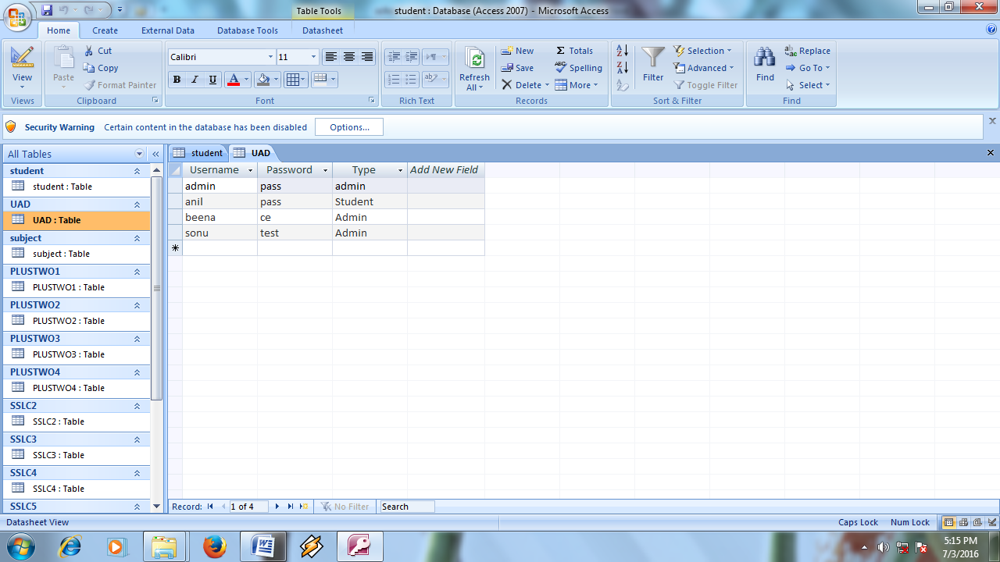 Table Tools student : Database (Access 2007) - Microsoft Access
Home Create External Data Database Tools Datasheet
View
Views
Paste
Cut
Copy
Format Painter
Clipboard
Calibri 11
B I U A
Font
Rich Text
Refresh All
New
Save
Delete
Σ Totals
ABC Spelling
More
Records
Filter
Selection
Advanced
Toggle Filter
Sort & Filter
Find
Replace
Go To
Select
Find
Security Warning Certain content in the database has been disabled Options...
All Tables
student
student : Table
UAD
UAD : Table
subject
subject : Table
PLUSTWO1
PLUSTWO1 : Table
PLUSTWO2
PLUSTWO2 : Table
PLUSTWO3
PLUSTWO3 : Table
PLUSTWO4
PLUSTWO4 : Table
SSLC2
SSLC2 : Table
SSLC3
SSLC3 : Table
SSLC4
SSLC4 : Table
SSLC5
student UAD
Username Password Type Add New Field
admin pass admin
anil pass Student
beena ce Admin
sonu test Admin
Record: 1 of 4 No Filter Search
Datasheet View Caps Lock Num Lock
5:15 PM
7/3/2016